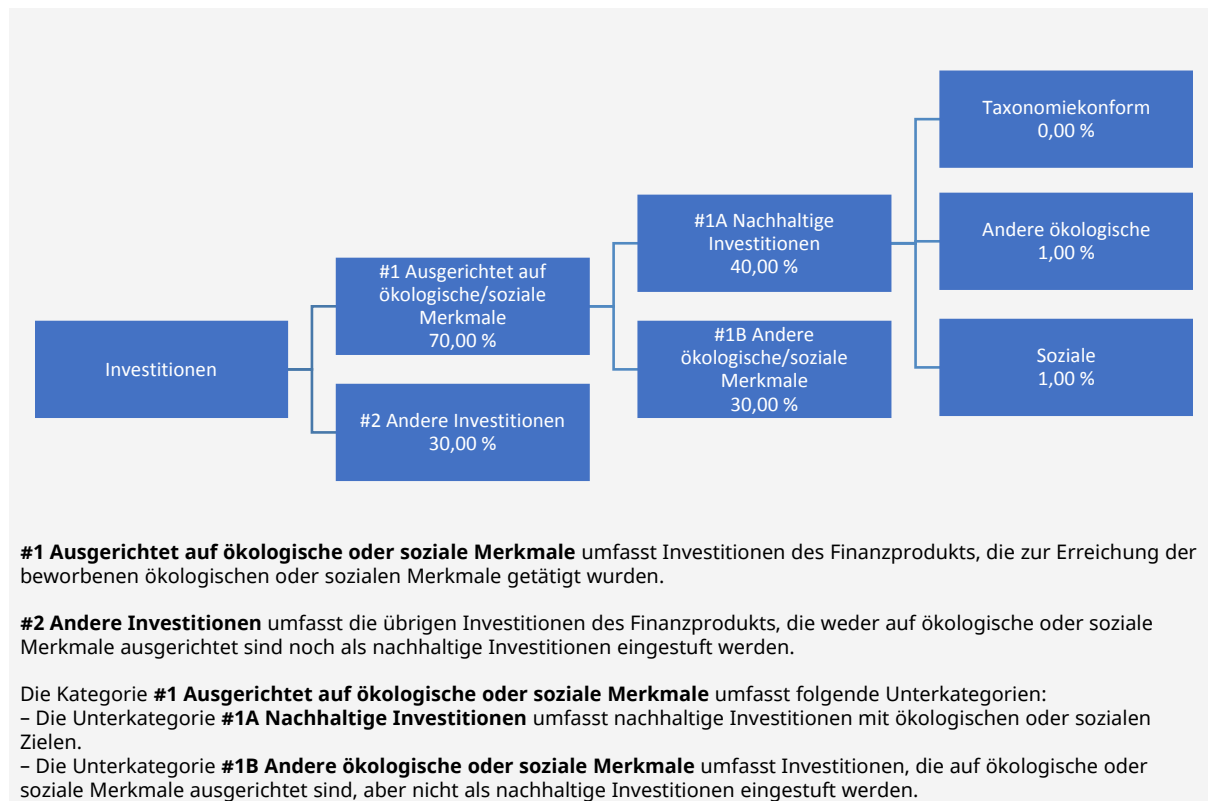 Investitionen
#1 Ausgerichtet auf
ökologische/soziale
Merkmale
70,00 %
#2 Andere Investitionen
30,00 %
#1A Nachhaltige
Investitionen
40,00 %
#1B Andere
ökologische/soziale
Merkmale
30,00 %
Taxonomiekonform
0,00 %
Andere ökologische
1,00 %
Soziale
1,00 %
#1 Ausgerichtet auf ökologische oder soziale Merkmale umfasst Investitionen des Finanzprodukts, die zur Erreichung der
beworbenen ökologischen oder sozialen Merkmale getätigt wurden.
#2 Andere Investitionen umfasst die übrigen Investitionen des Finanzprodukts, die weder auf ökologische oder soziale
Merkmale ausgerichtet sind noch als nachhaltige Investitionen eingestuft werden.
Die Kategorie #1 Ausgerichtet auf ökologische oder soziale Merkmale umfasst folgende Unterkategorien:
– Die Unterkategorie #1A Nachhaltige Investitionen umfasst nachhaltige Investitionen mit ökologischen oder sozialen
Zielen.
– Die Unterkategorie #1B Andere ökologische oder soziale Merkmale umfasst Investitionen, die auf ökologische oder
soziale Merkmale ausgerichtet sind, aber nicht als nachhaltige Investitionen eingestuft werden.